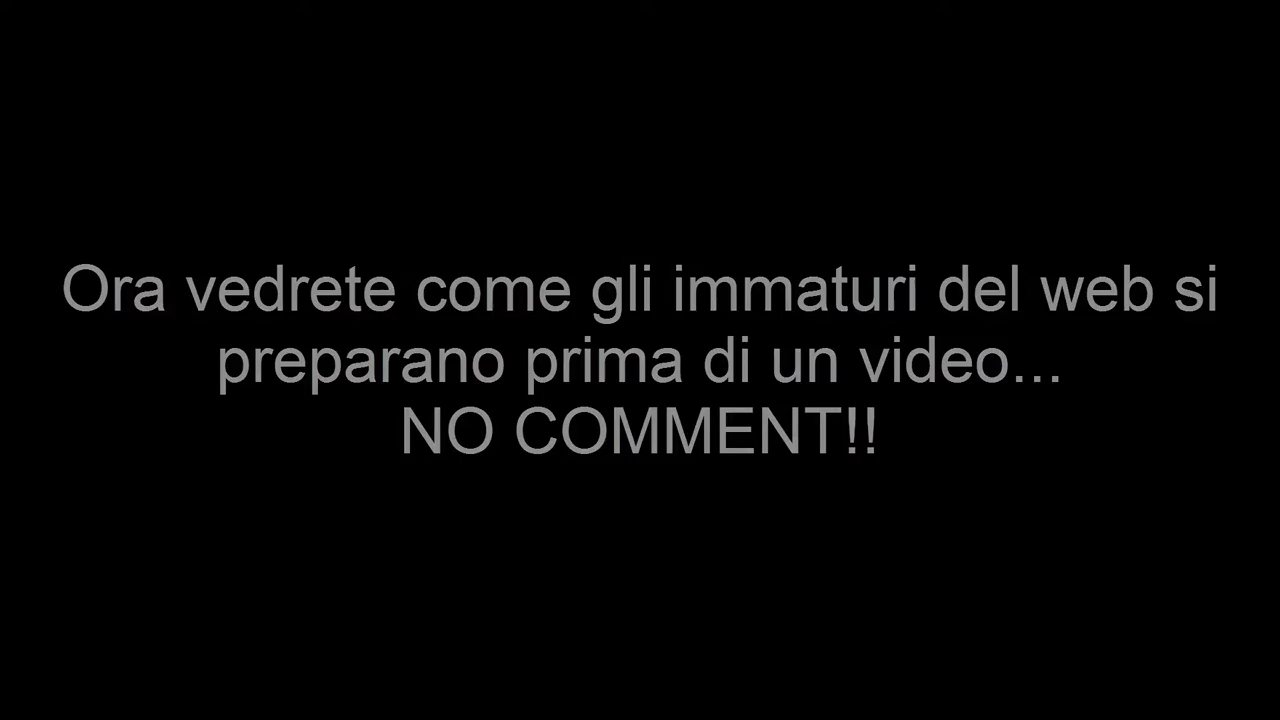 Ora vedrete come gli immaturi del web si
preparano prima di un video...
NO COMMENT!!